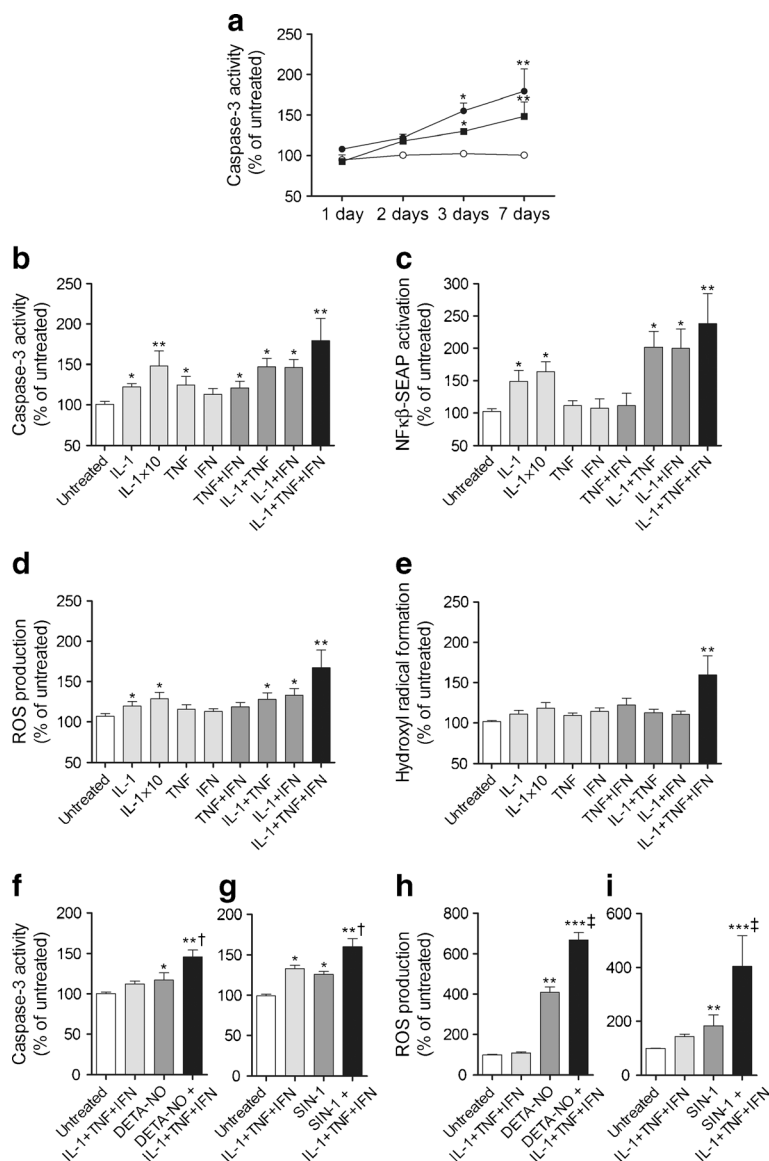 a
Caspase-3 activity
(% of untreated)
250
200
150
100
50
**
*
**
*
1 day 2 days 3 days 7 days
b
Caspase-3 activity
(% of untreated)
250
200
150
100
50
* ** * * * * **
Untreated
IL-1
IL-1×10
TNF
IFN
TNF+IFN
IL-1+TNF
IL-1+IFN
IL-1+TNF+IFN
c
NFκβ-SEAP activation
(% of untreated)
300
250
200
150
100
50
* * * * **
Untreated
IL-1
IL-1×10
TNF
IFN
TNF+IFN
IL-1+TNF
IL-1+IFN
IL-1+TNF+IFN
d
ROS production
(% of untreated)
250
200
150
100
50
* * * * **
Untreated
IL-1
IL-1×10
TNF
IFN
TNF+IFN
IL-1+TNF
IL-1+IFN
IL-1+TNF+IFN
e
Hydroxyl radical formation
(% of untreated)
250
200
150
100
50
**
Untreated
IL-1
IL-1×10
TNF
IFN
TNF+IFN
IL-1+TNF
IL-1+IFN
IL-1+TNF+IFN
f
Caspase-3 activity
(% of untreated)
200
150
100
50
0
* **†
Untreated
IL-1+TNF+IFN
DETA-NO
DETA-NO +
IL-1+TNF+IFN
g
200
150
100
50
0
* * **†
Untreated
IL-1+TNF+IFN
SIN-1
SIN-1 +
IL-1+TNF+IFN
h
ROS production
(% of untreated)
800
600
400
200
0
** ***‡
Untreated
IL-1+TNF+IFN
DETA-NO
DETA-NO +
IL-1+TNF+IFN
i
600
400
200
0
** ***‡
Untreated
IL-1+TNF+IFN
SIN-1
SIN-1 +
IL-1+TNF+IFN